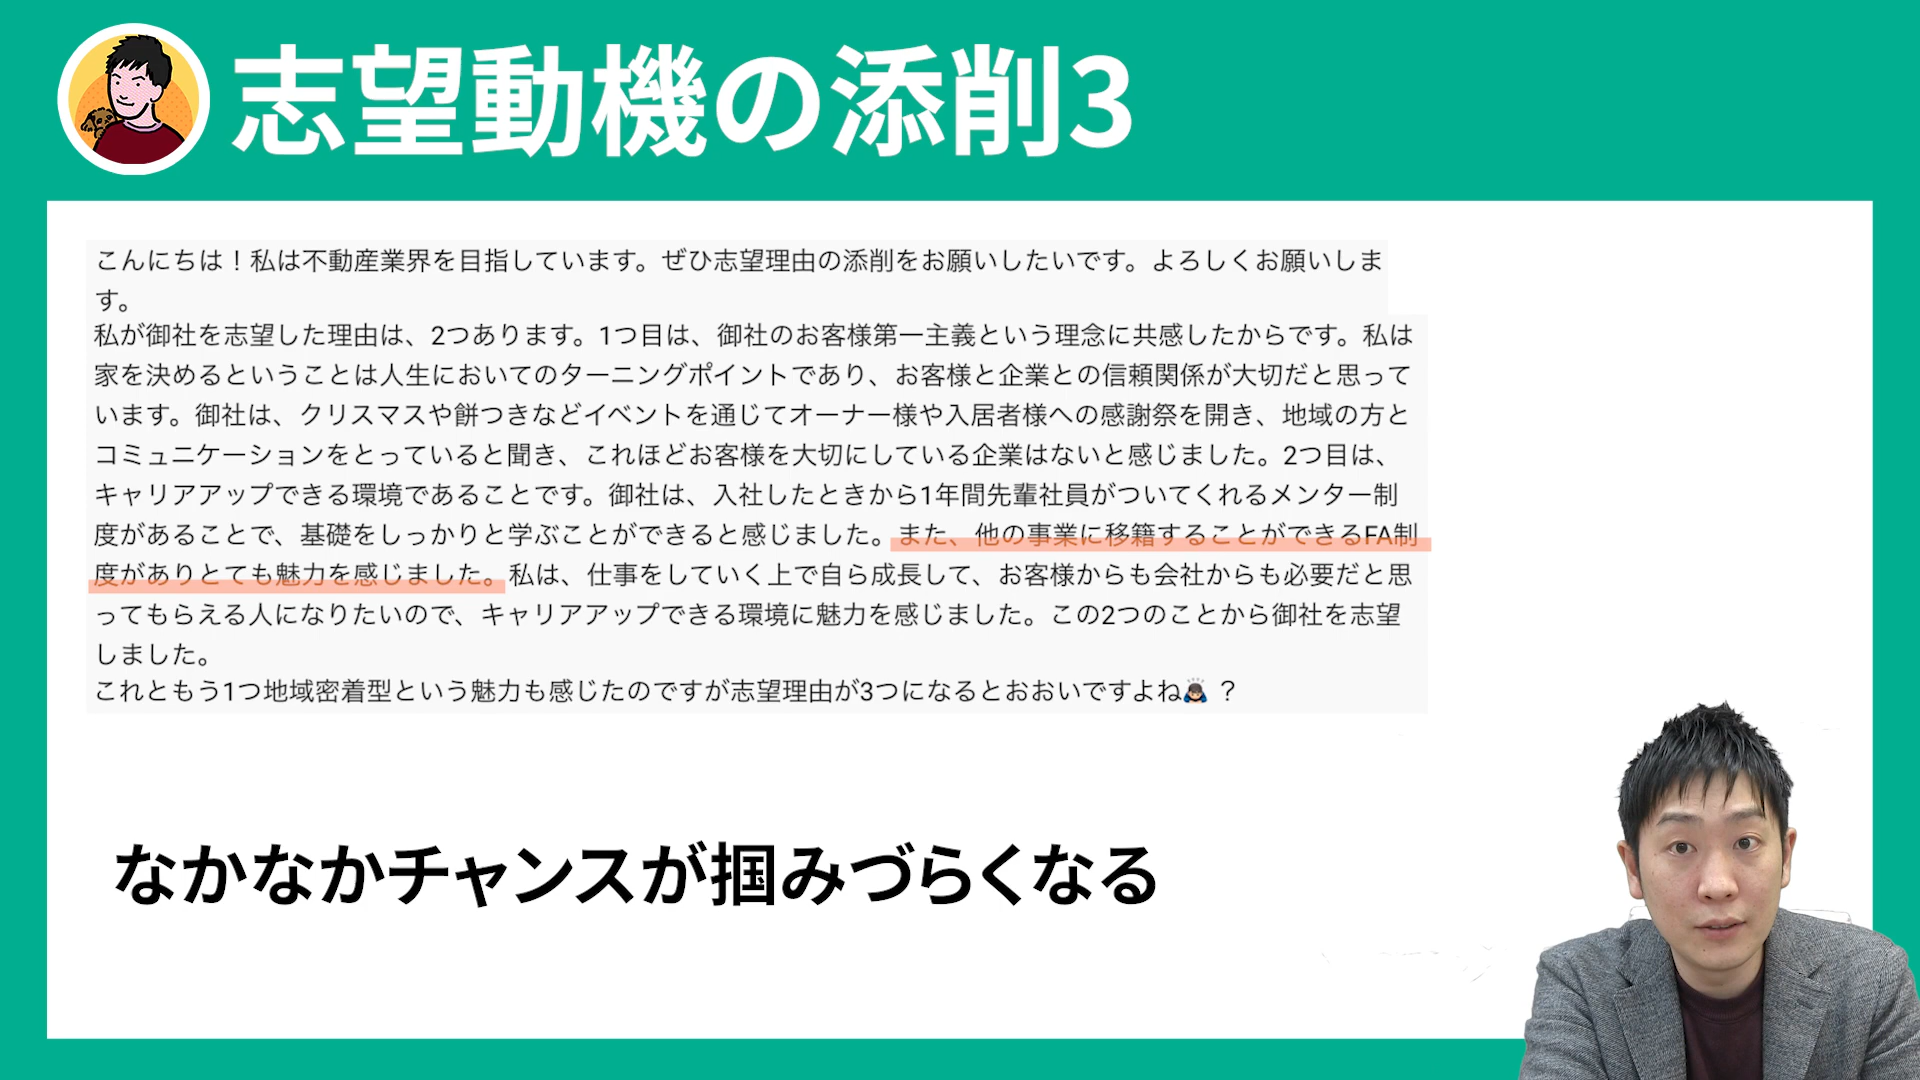 志望動機の添削3
こんにちは！私は不動産業界を目指しています。ぜひ志望理由の添削をお願いしたいです。よろしくお願いしま
す。
私が御社を志望した理由は、2つあります。1つ目は、御社のお客様第一主義という理念に共感したからです。私は
家を決めるということは人生においてのターニングポイントであり、お客様と企業との信頼関係が大切だと思って
います。御社は、クリスマスや餅つきなどイベントを通じてオーナー様や入居者様への感謝祭を開き、地域の方と
コミュニケーションをとっていると聞き、これほどお客様を大切にしている企業はないと感じました。2つ目は、
キャリアアップできる環境であることです。御社は、入社したときから1年間先輩社員がついてくれるメンター制
度があることで、基礎をしっかりと学ぶことができると感じました。また、他の事業に移籍することができるFA制
度がありとても魅力を感じました。私は、仕事をしていく上で自ら成長して、お客様からも会社からも必要だと思
ってもらえる人になりたいので、キャリアアップできる環境に魅力を感じました。この2つのことから御社を志望
しました。
これともう1つ地域密着型という魅力も感じたのですが志望理由が3つになるとおおいですよね🙇？
なかなかチャンスが掴みづらくなる